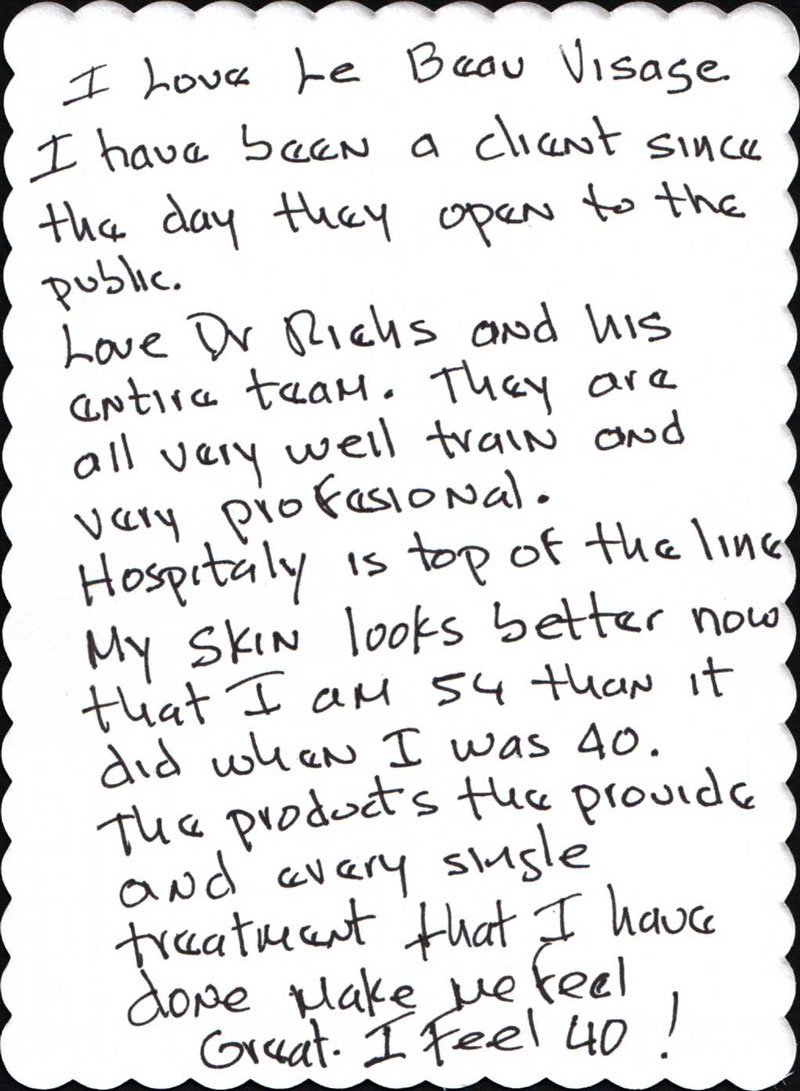 I Love Le Beau Visage.
I have been a client since
the day they open to the
public.
Love Dr Riehs and his
entire team. They are
all very well train and
very profesional.
Hospitaly is top of the line
My skin looks better now
that I am 54 than it
did when I was 40.
The products the provide
and every single
treatment that I have
done make me feel
Great. I Feel 40!